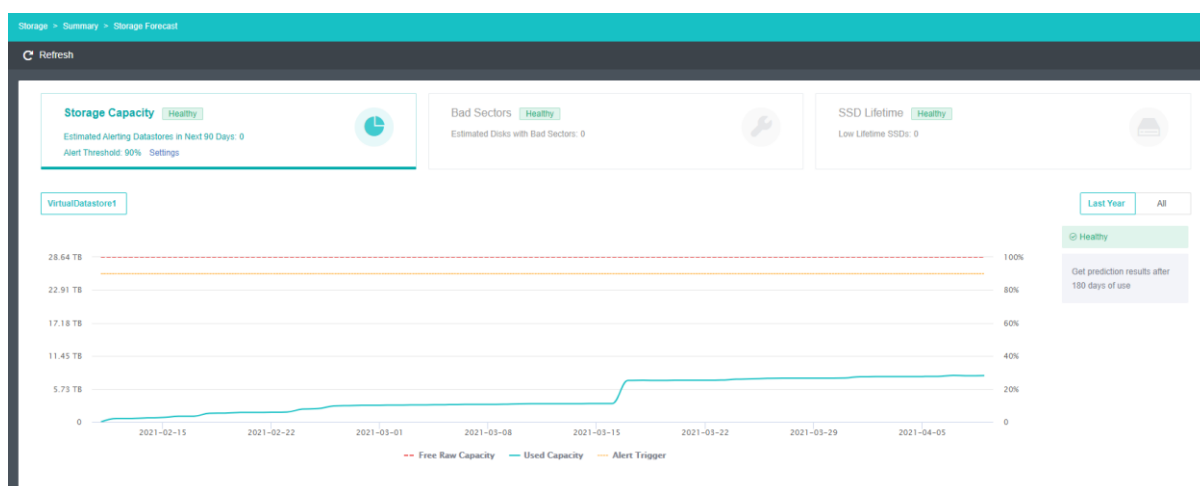 Storage > Summary > Storage Forecast
Refresh
Storage Capacity Healthy
Estimated Alerting Datastores in Next 90 Days: 0
Alert Threshold: 90% Settings
Bad Sectors Healthy
Estimated Disks with Bad Sectors: 0
SSD Lifetime Healthy
Low Lifetime SSDs: 0
VirtualDatastore1
Last Year All
Healthy
Get prediction results after
180 days of use
28.64 TB 100%
22.91 TB 80%
17.18 TB 60%
11.45 TB 40%
5.73 TB 20%
0 0
2021-02-15 2021-02-22 2021-03-01 2021-03-08 2021-03-15 2021-03-22 2021-03-29 2021-04-05
Free Raw Capacity Used Capacity Alert Trigger